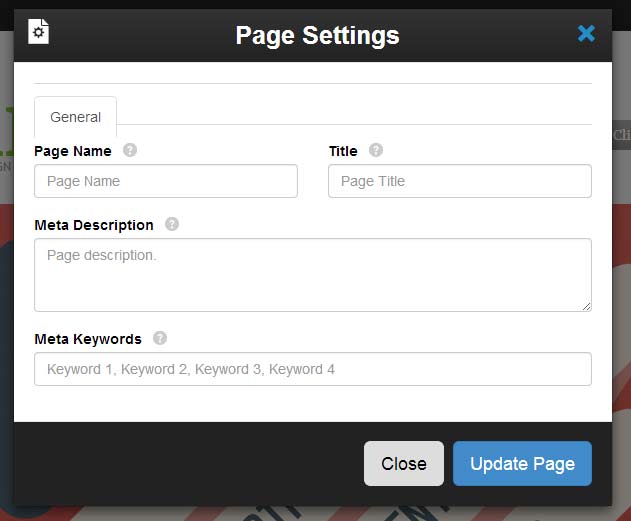 Page Settings
General
Page Name
Title
Page Name
Page Title
Meta Description
Page description.
Meta Keywords
Keyword 1, Keyword 2, Keyword 3, Keyword 4
Close
Update Page